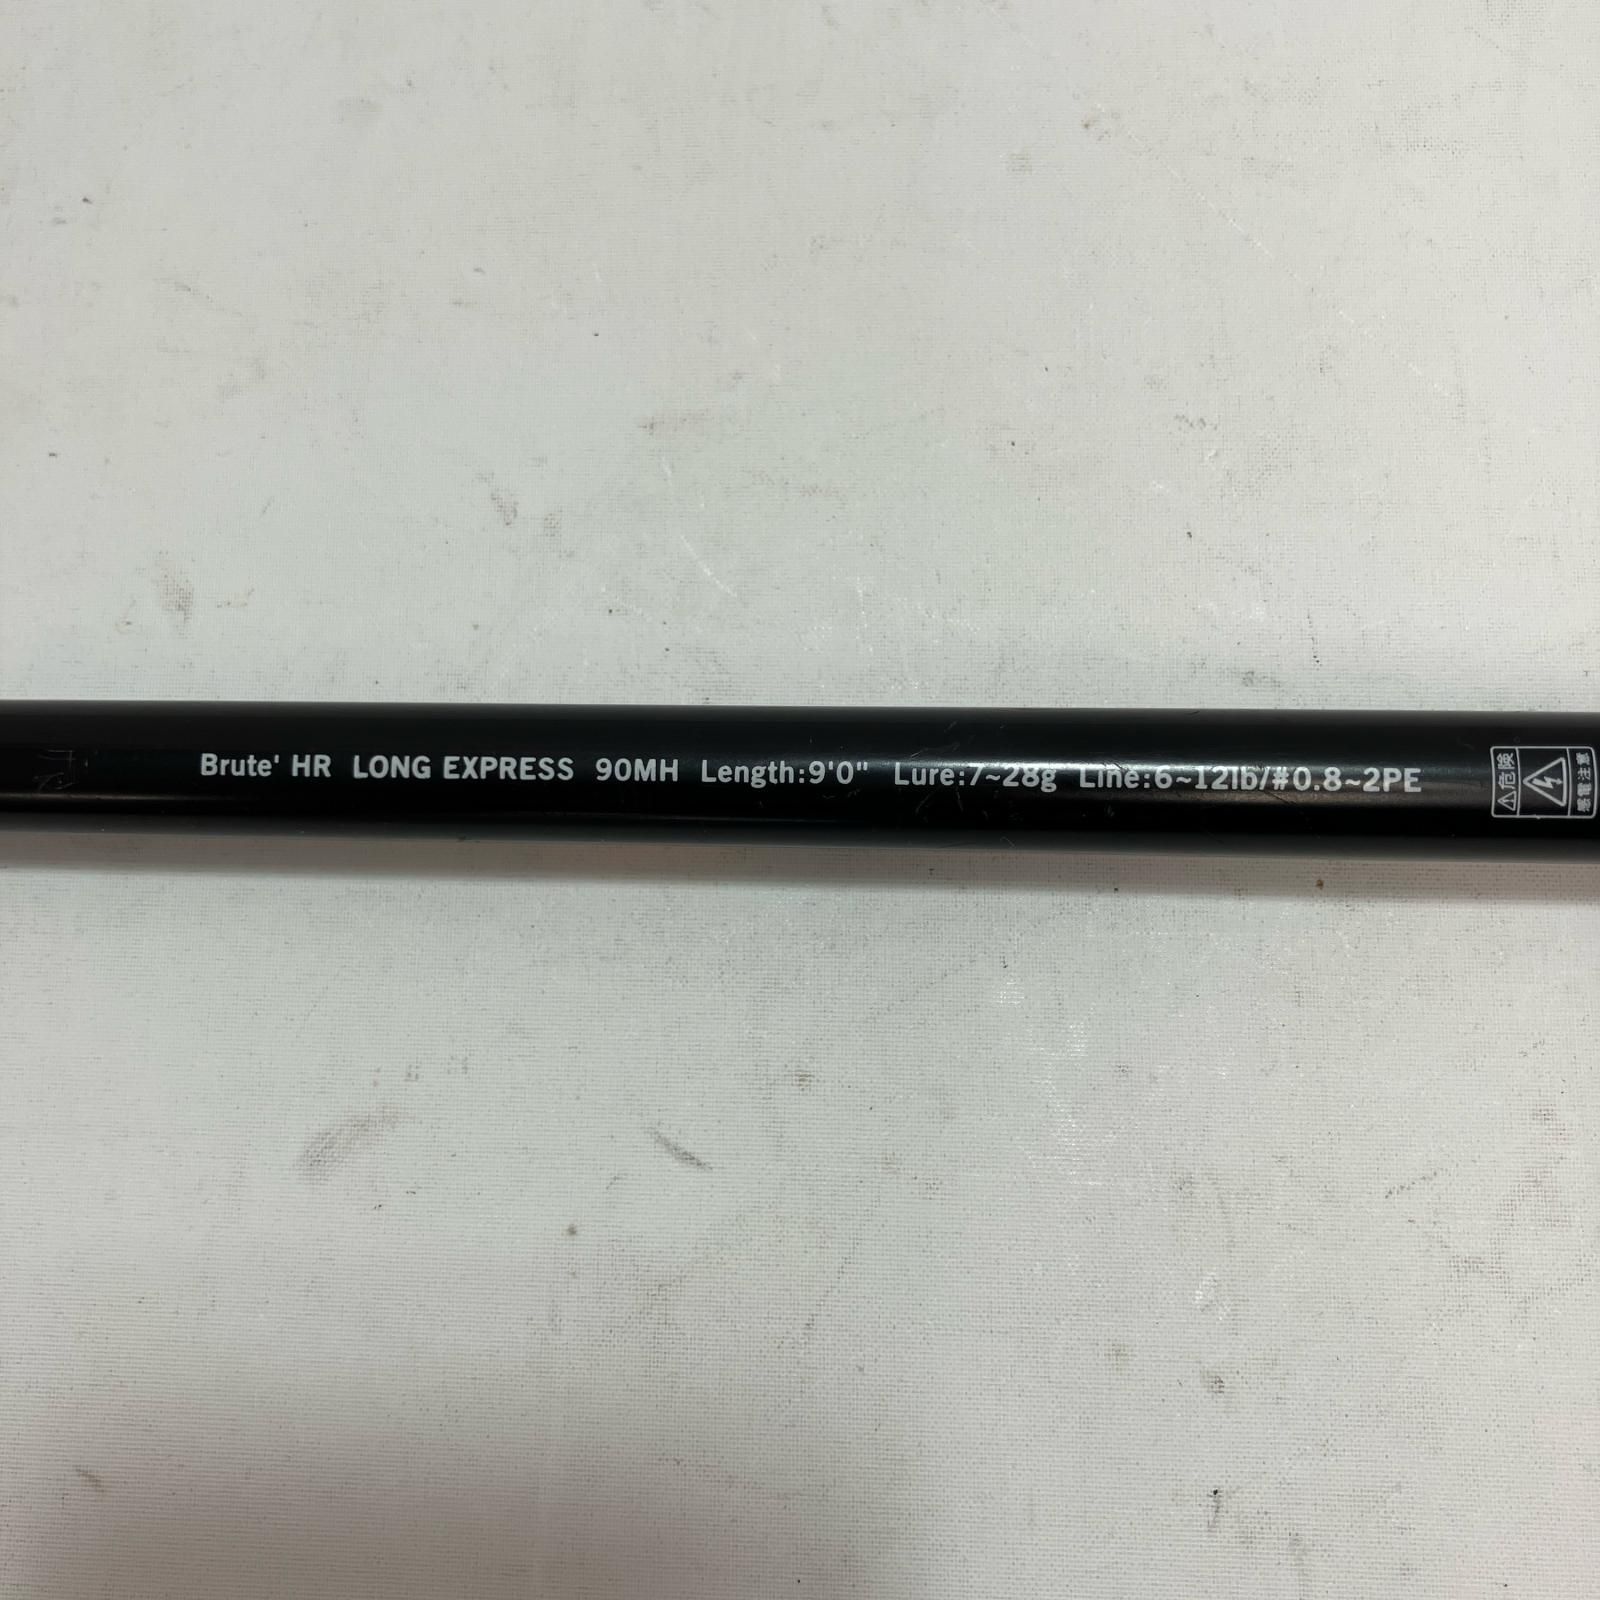 Brute' HR LONG EXPRESS 90MH Length:9'0" Lure:7~28g Line:6~12lb/#0.8~2PE
危険
感電注意